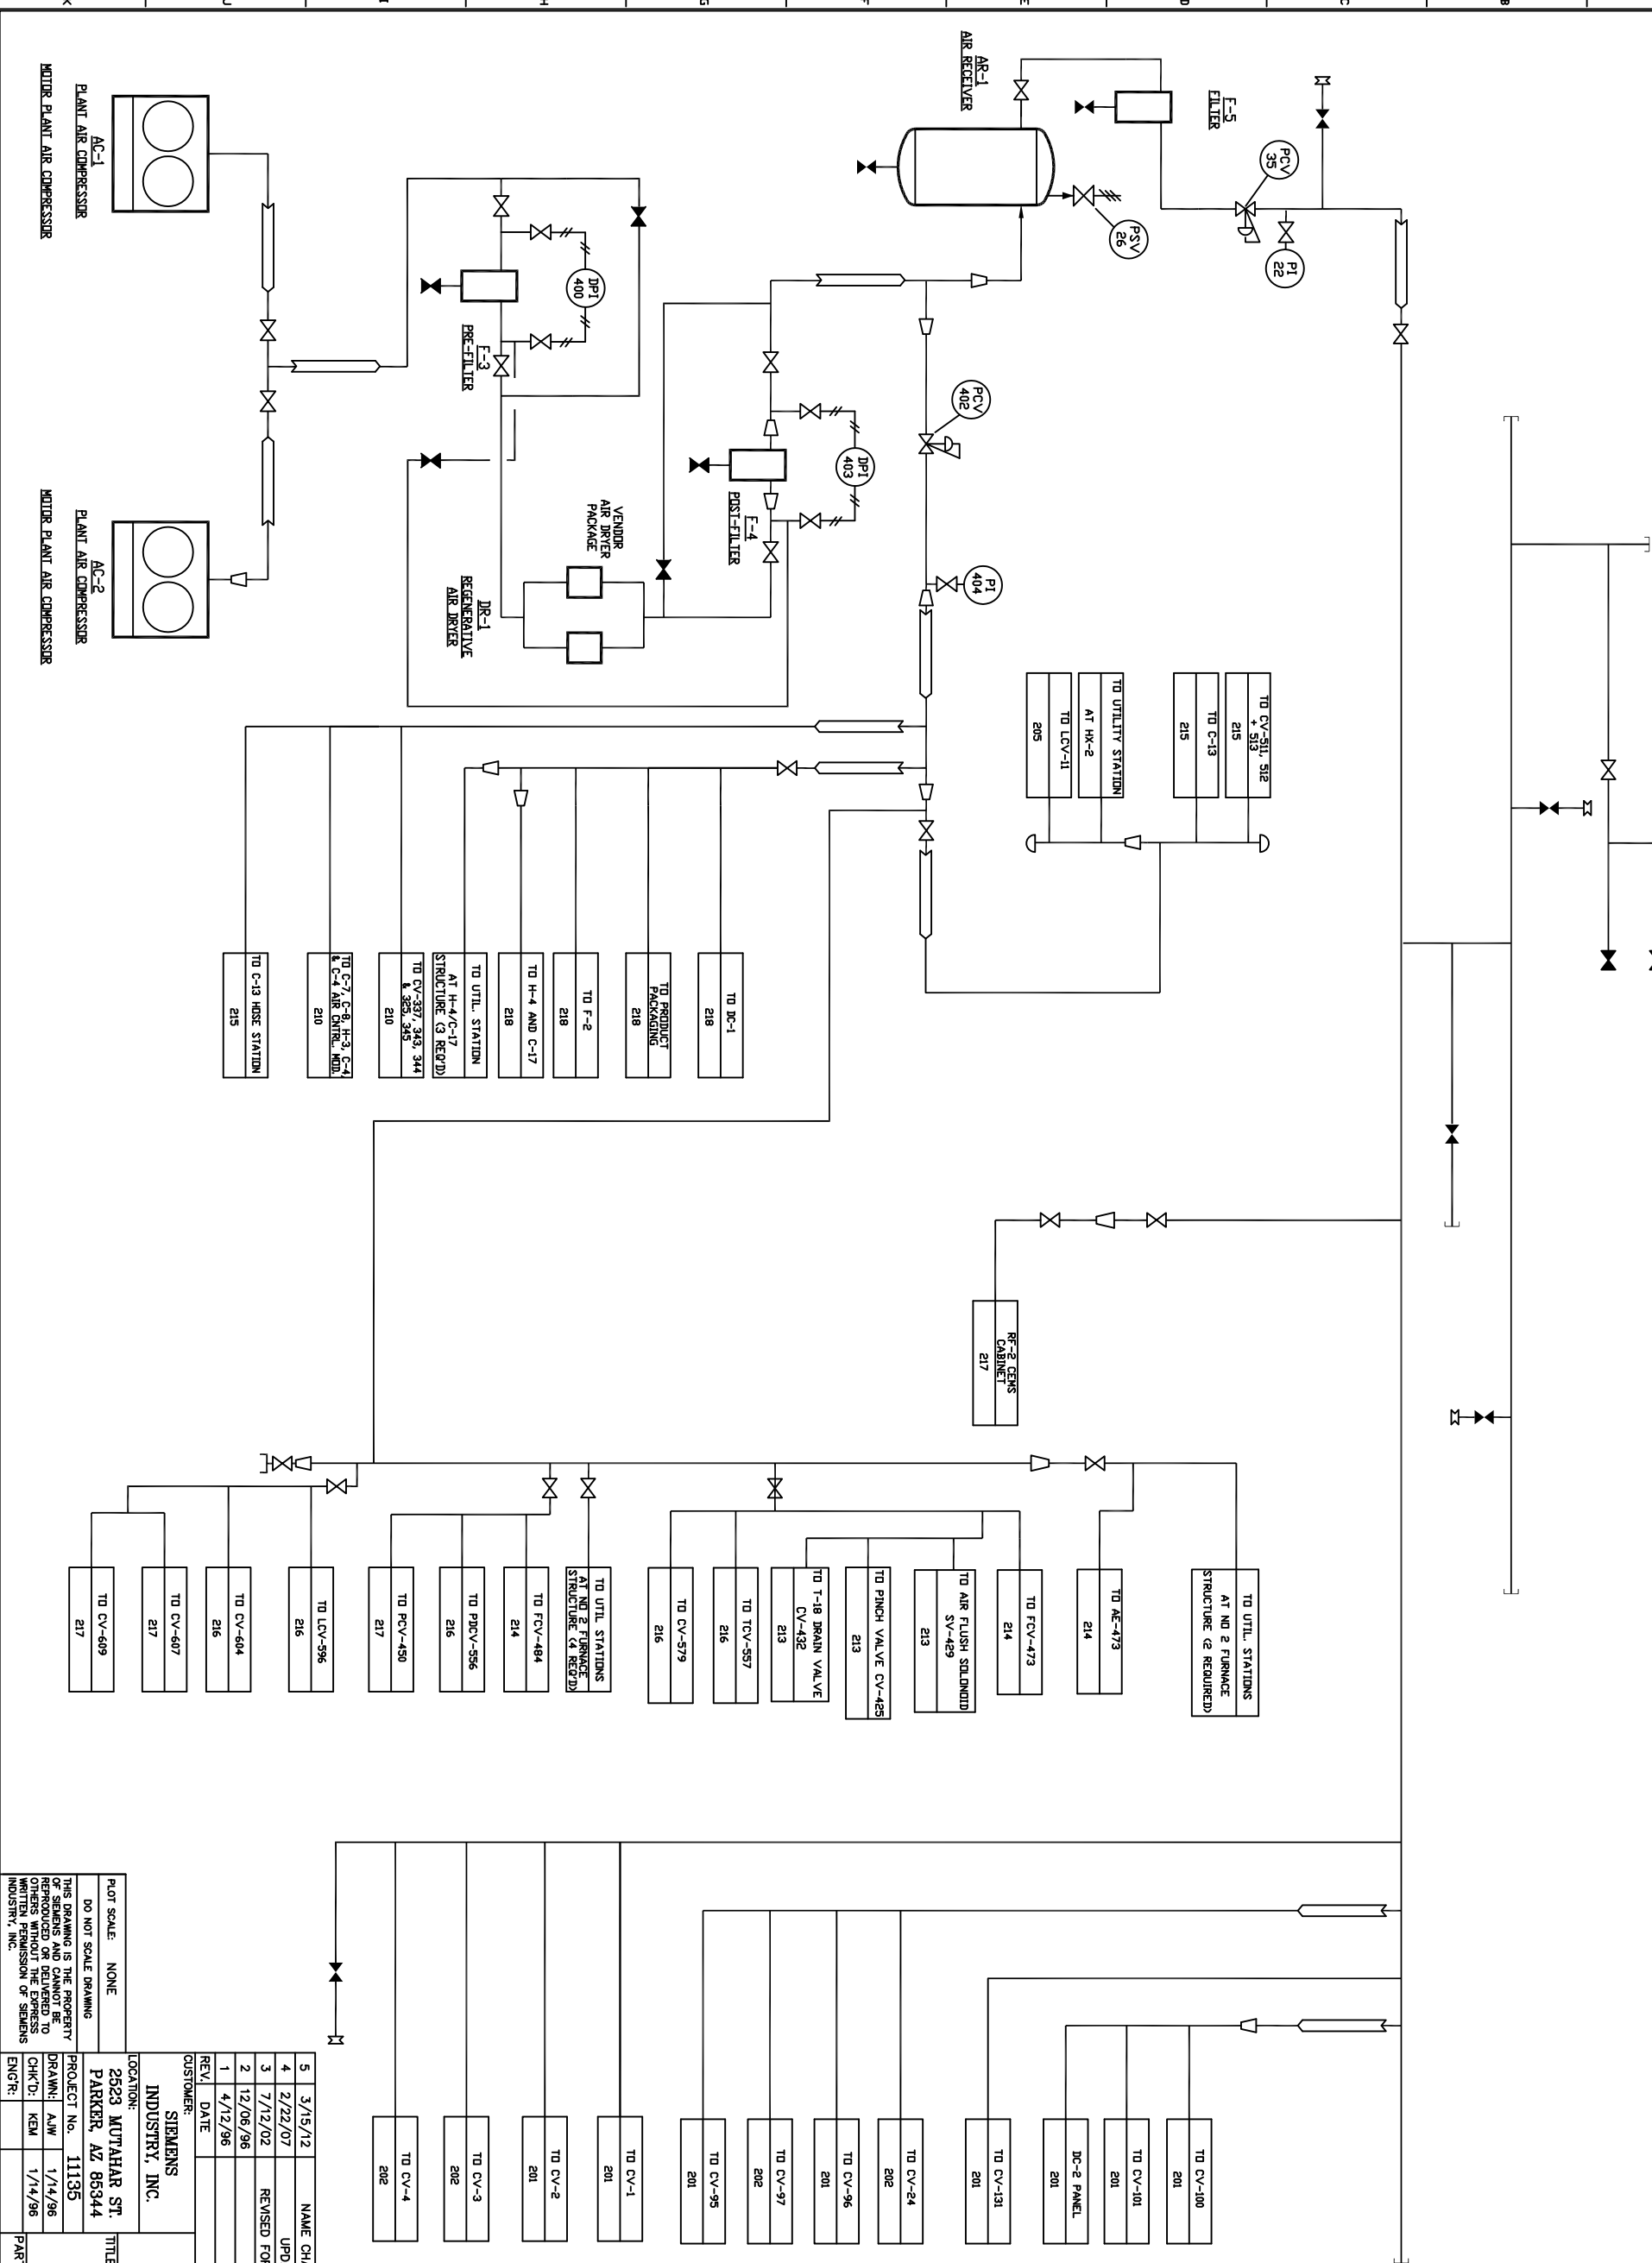 F-5
FILTER
AR-1
AIR RECEIVER
PCV
35
PI
22
PSV
26
PCV
402
PI
404
DPI
400
F-3
PRE-FILTER
DPI
403
F-4
POST-FILTER
VENDOR
AIR DRYER
PACKAGE
DR-1
REGENERATIVE
AIR DRYER
AC-1
PLANT AIR COMPRESSOR
MOTOR PLANT AIR COMPRESSOR
AC-2
PLANT AIR COMPRESSOR
MOTOR PLANT AIR COMPRESSOR
TO CV-511, 512
+ 513
215
TO C-13
215
TO UTILITY STATION
AT HX-2
TO LCV-11
205
TO DC-1
218
TO PRODUCT
PACKAGING
218
TO F-2
218
TO H-4 AND C-17
218
TO UTIL. STATION
AT H-4/C-17
STRUCTURE (3 REQ'D)
TO CV-337, 343, 344
& 325, 345
210
TO C-7, C-8, H-3, C-4,
& C-4 AIR CNTRL. MOD.
210
TO C-13 HOSE STATION
215
RF-2 CEMS
CABINET
217
TO UTIL. STATIONS
AT NO 2 FURNACE
STRUCTURE (2 REQUIRED)
TO AE-473
214
TO FCV-473
214
TO AIR FLUSH SOLONOID
SV-429
213
TO PINCH VALVE CV-425
213
TO T-18 DRAIN VALVE
CV-432
213
TO TCV-557
216
TO CV-579
216
TO UTIL STATIONS
AT NO 2 FURNACE
STRUCTURE (4 REQ'D)
TO FCV-484
214
TO PDCV-556
216
TO PCV-450
217
TO LCV-596
216
TO CV-604
216
TO CV-607
217
TO CV-609
217
TO CV-100
201
TO CV-101
201
DC-2 PANEL
201
TO CV-131
201
TO CV-24
202
TO CV-96
201
TO CV-97
202
TO CV-95
201
TO CV-1
201
TO CV-2
201
TO CV-3
202
TO CV-4
202
PLOT SCALE: NONE
DO NOT SCALE DRAWING
THIS DRAWING IS THE PROPERTY
OF SIEMENS AND CANNOT BE
REPRODUCED OR DELIVERED TO
OTHERS WITHOUT THE EXPRESS
WRITTEN PERMISSION OF SIEMENS
INDUSTRY, INC.
5 3/15/12 NAME CHA
4 2/22/07 UPD
3 7/12/02 REVISED FOR
2 12/06/96
1 4/12/96
REV. DATE
CUSTOMER:
SIEMENS
INDUSTRY, INC.
LOCATION:
2523 MUTAHAR ST.
PARKER, AZ 85344
PROJECT No. 11135
DRAWN: AJW 1/14/96
CHK'D: KEM 1/14/96
ENG'R:
TITLE
PAR